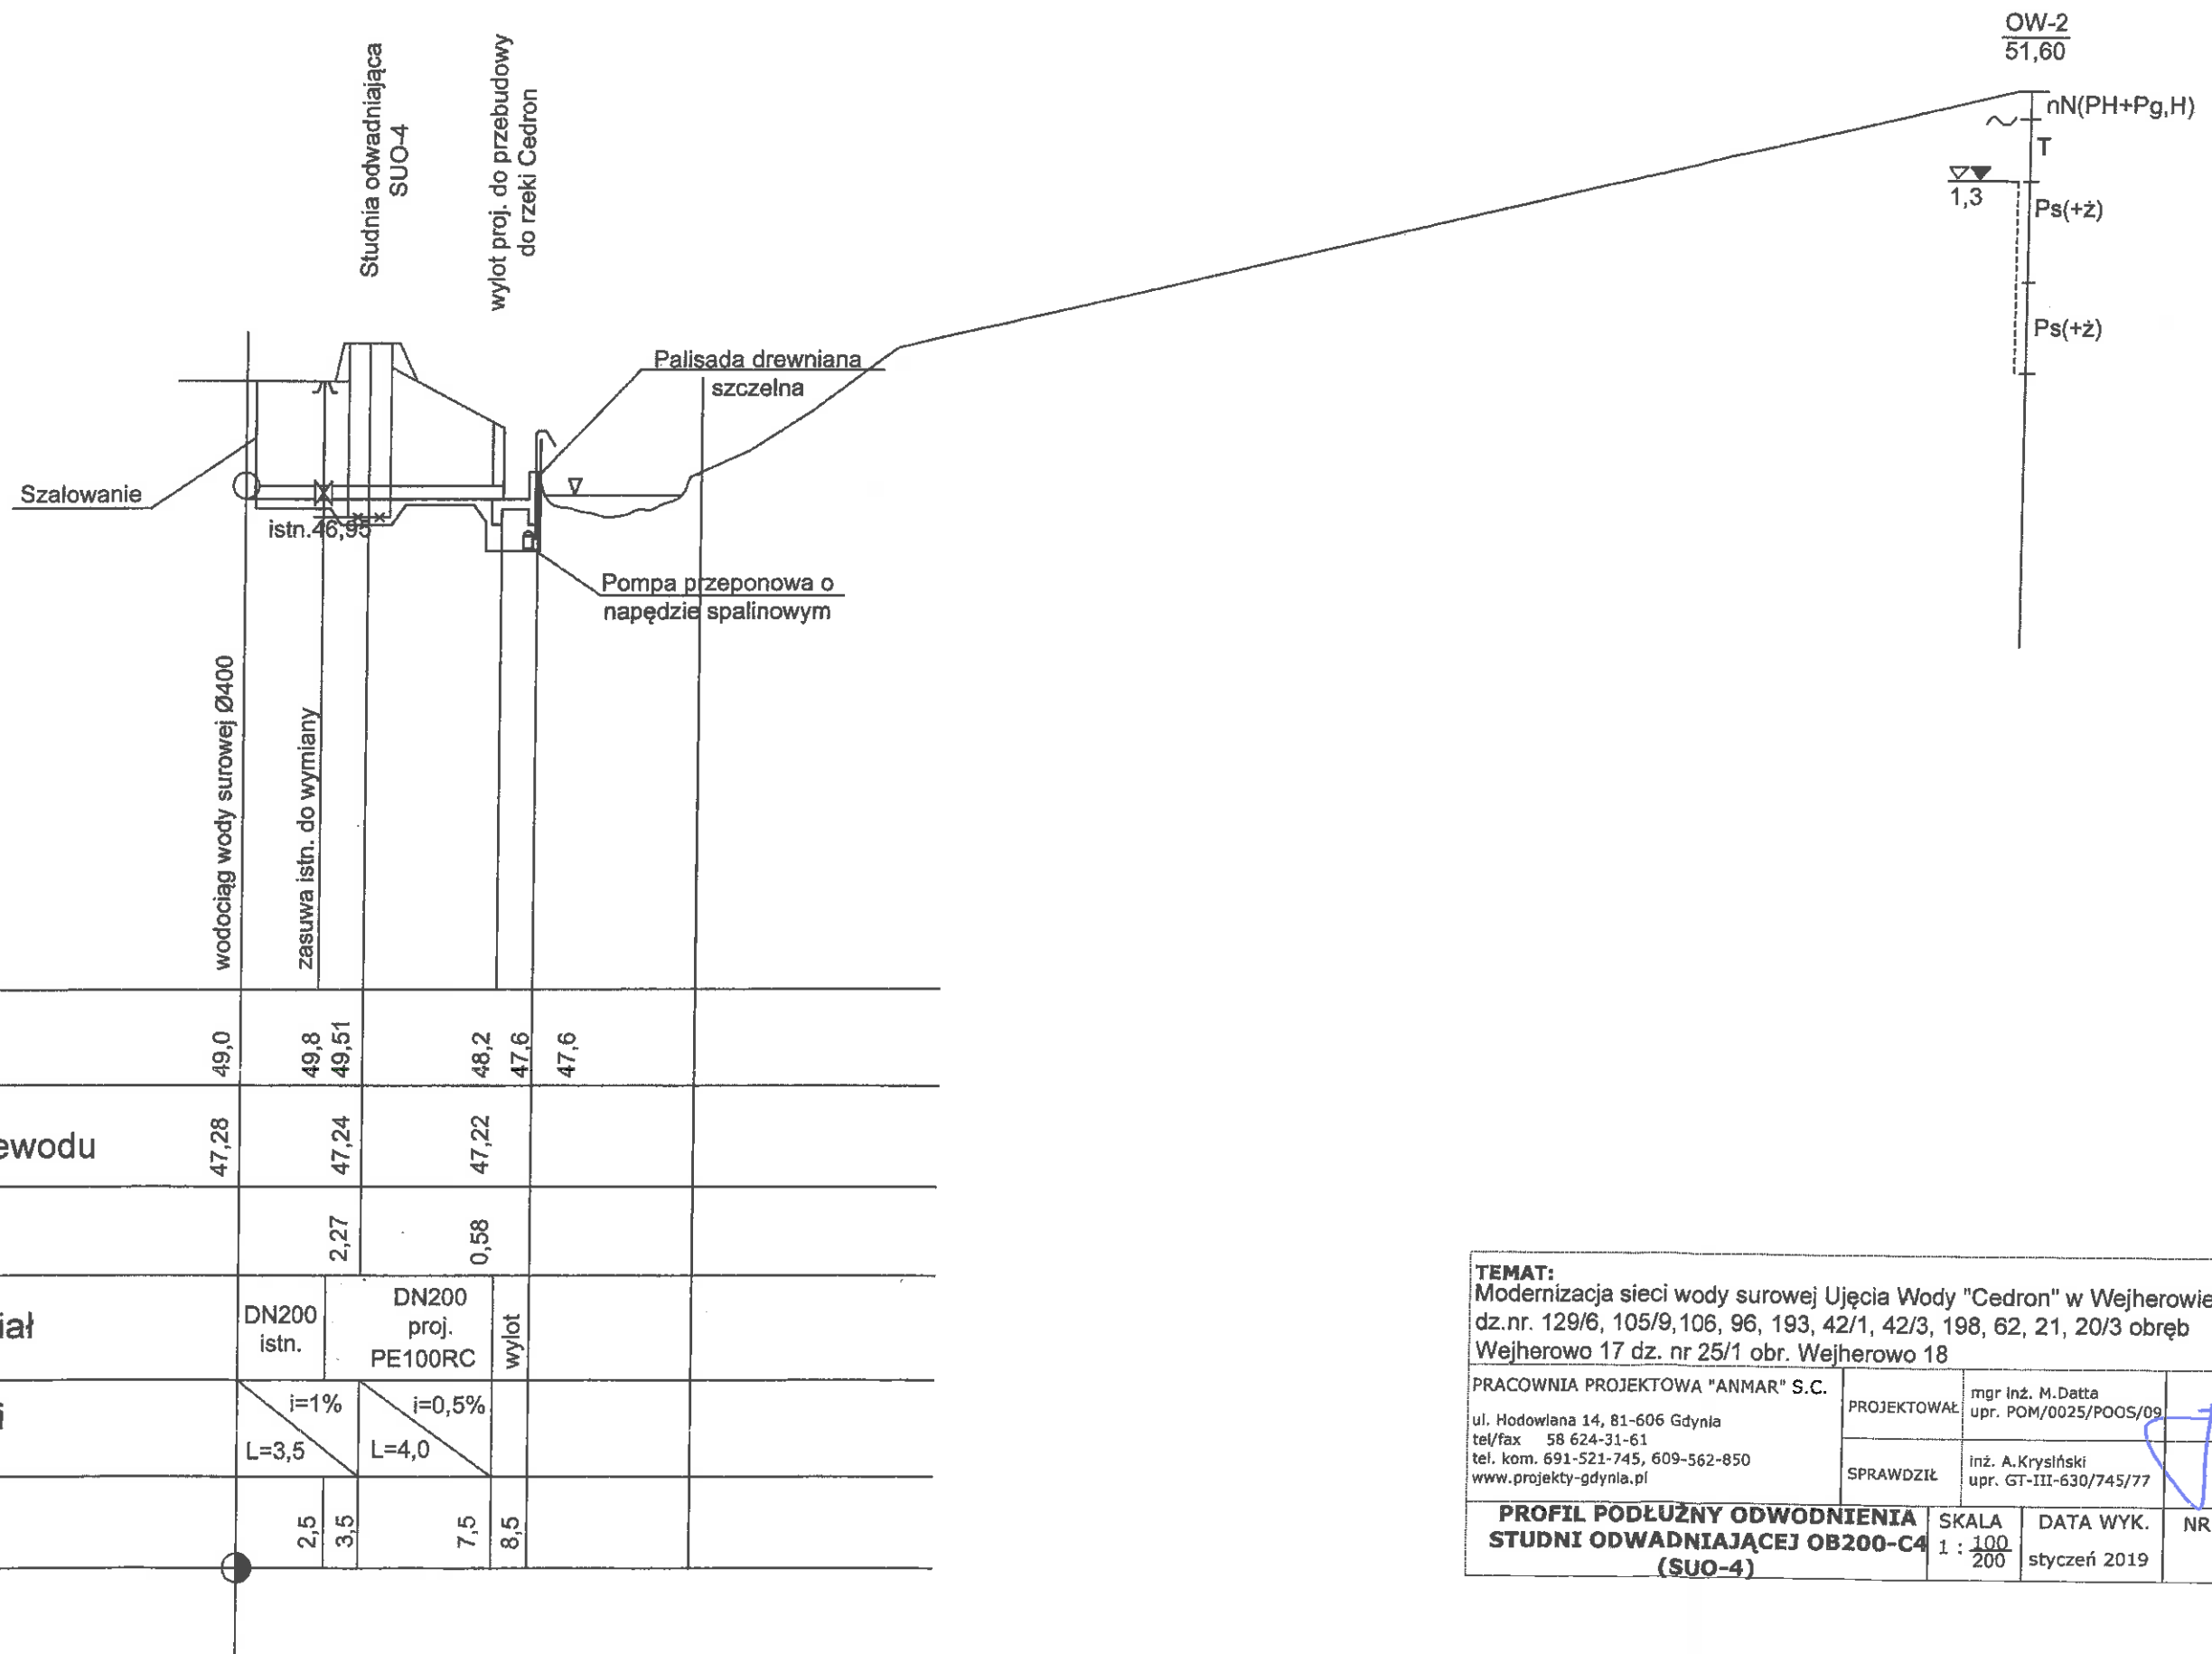 OW-2
51,60
nN(PH+Pg,H)
T
1,3
Ps(+ż)
Ps(+ż)
Studnia odwadniająca
SUO-4
wylot proj. do przebudowy
do rzeki Cedron
Palisada drewniana
szczelna
Szalowanie
istn.46,95
Pompa przeponowa o
napędzie spalinowym
wodociąg wody surowej Ø400
zasuwa istn. do wymiany
49,0
49,8
49,51
48,2
47,6
47,6
ewodu
47,28
47,24
47,22
2,27
0,58
iał
DN200
istn.
DN200
proj.
PE100RC
wylot
i
i=1%
L=3,5
i=0,5%
L=4,0
2,5
3,5
7,5
8,5
TEMAT:
Modernizacja sieci wody surowej Ujęcia Wody "Cedron" w Wejherowie
dz.nr. 129/6, 105/9,106, 96, 193, 42/1, 42/3, 198, 62, 21, 20/3 obręb
Wejherowo 17 dz. nr 25/1 obr. Wejherowo 18
PRACOWNIA PROJEKTOWA "ANMAR" S.C.
ul. Hodowlana 14, 81-606 Gdynia
tel/fax 58 624-31-61
tel. kom. 691-521-745, 609-562-850
www.projekty-gdynia.pl
PROJEKTOWAŁ
mgr inż. M.Datta
upr. POM/0025/POOS/09
SPRAWDZIŁ
inż. A.Krysiński
upr. GT-III-630/745/77
PROFIL PODŁUŻNY ODWODNIENIA
STUDNI ODWADNIAJĄCEJ OB200-C4
(SUO-4)
SKALA
1 : 100
200
DATA WYK.
styczeń 2019
NR